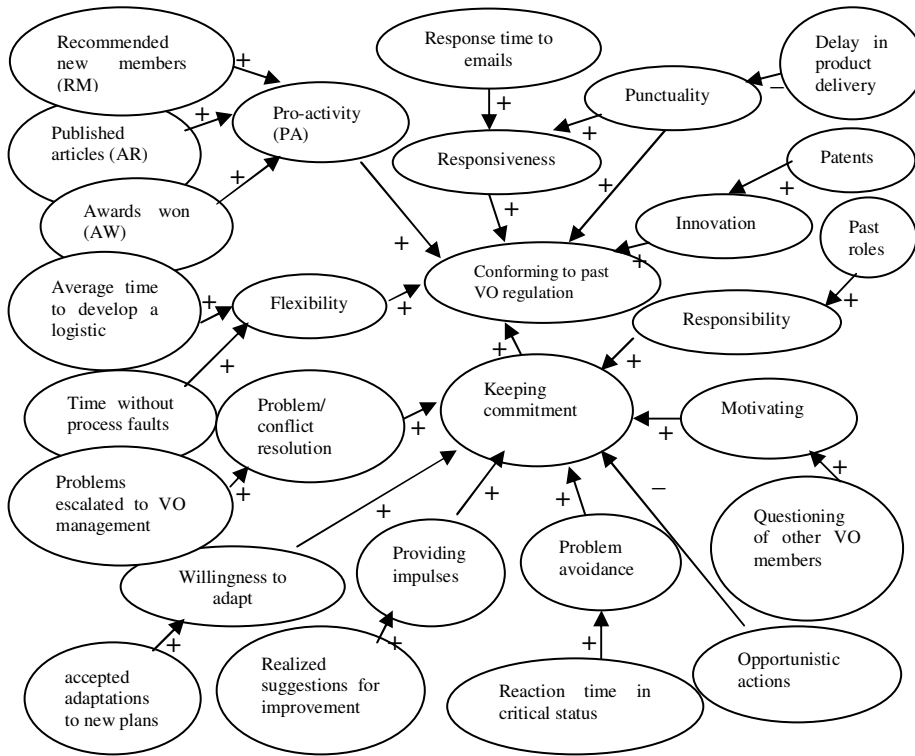 Recommended
new members
(RM)
+
Response time to
emails
Delay in
product
delivery
Punctuality
−
Pro-activity
(PA)
+
Published
articles (AR)
+
+
Responsiveness
Patents
+
Awards won
(AW)
+
+
+
Innovation
Past
roles
+
Conforming to past
VO regulation
+
Average time
to develop a
logistic
+
Flexibility
+
Responsibility
+
+
+
+
Time without
process faults
Problem/
conflict
resolution
+
Keeping
commitment
Motivating
+
+
Problems
escalated to VO
management
+
+
+
+
−
Questioning
of other VO
members
Willingness to
adapt
Providing
impulses
Problem
avoidance
+
+
+
accepted
adaptations
to new plans
Realized
suggestions for
improvement
Reaction time in
critical status
Opportunistic
actions